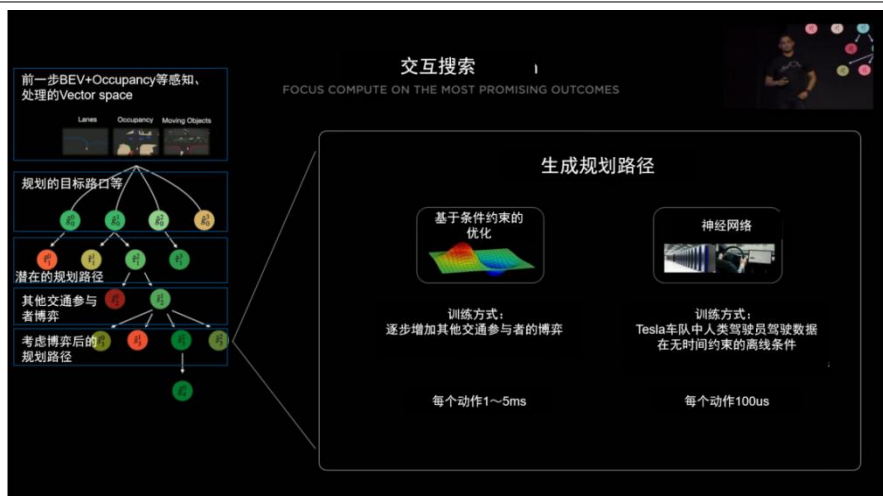 交互搜索
FOCUS COMPUTE ON THE MOST PROMISING OUTCOMES
前一步BEV+Occupancy等感知、
处理的Vector space
Lanes
Occupancy
Moving Objects
规划的目标路口等
潜在的规划路径
其他交通参与
者博弈
考虑博弈后的
规划路径
生成规划路径
基于条件约束的
优化
训练方式：
逐步增加其他交通参与者的博弈
每个动作1～5ms
神经网络
训练方式：
Tesla车队中人类驾驶员驾驶数据
在无时间约束的离线条件
每个动作100us